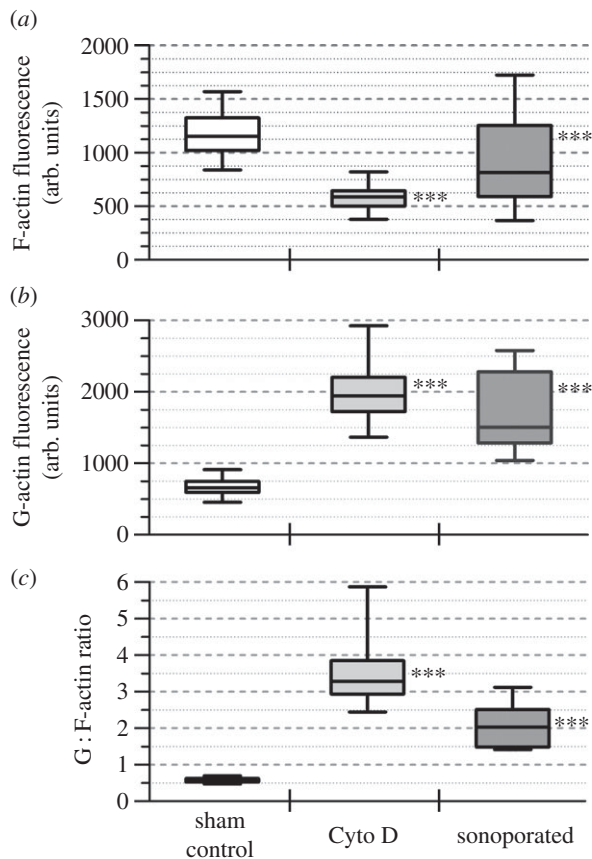 (a)
2000
1500
1000
500
0
F-actin fluorescence
(arb. units)
***
***
(b)
3000
2000
1000
0
G-actin fluorescence
(arb. units)
***
***
(c)
6
5
4
3
2
1
0
G : F-actin ratio
***
***
sham
control
Cyto D
sonoporated